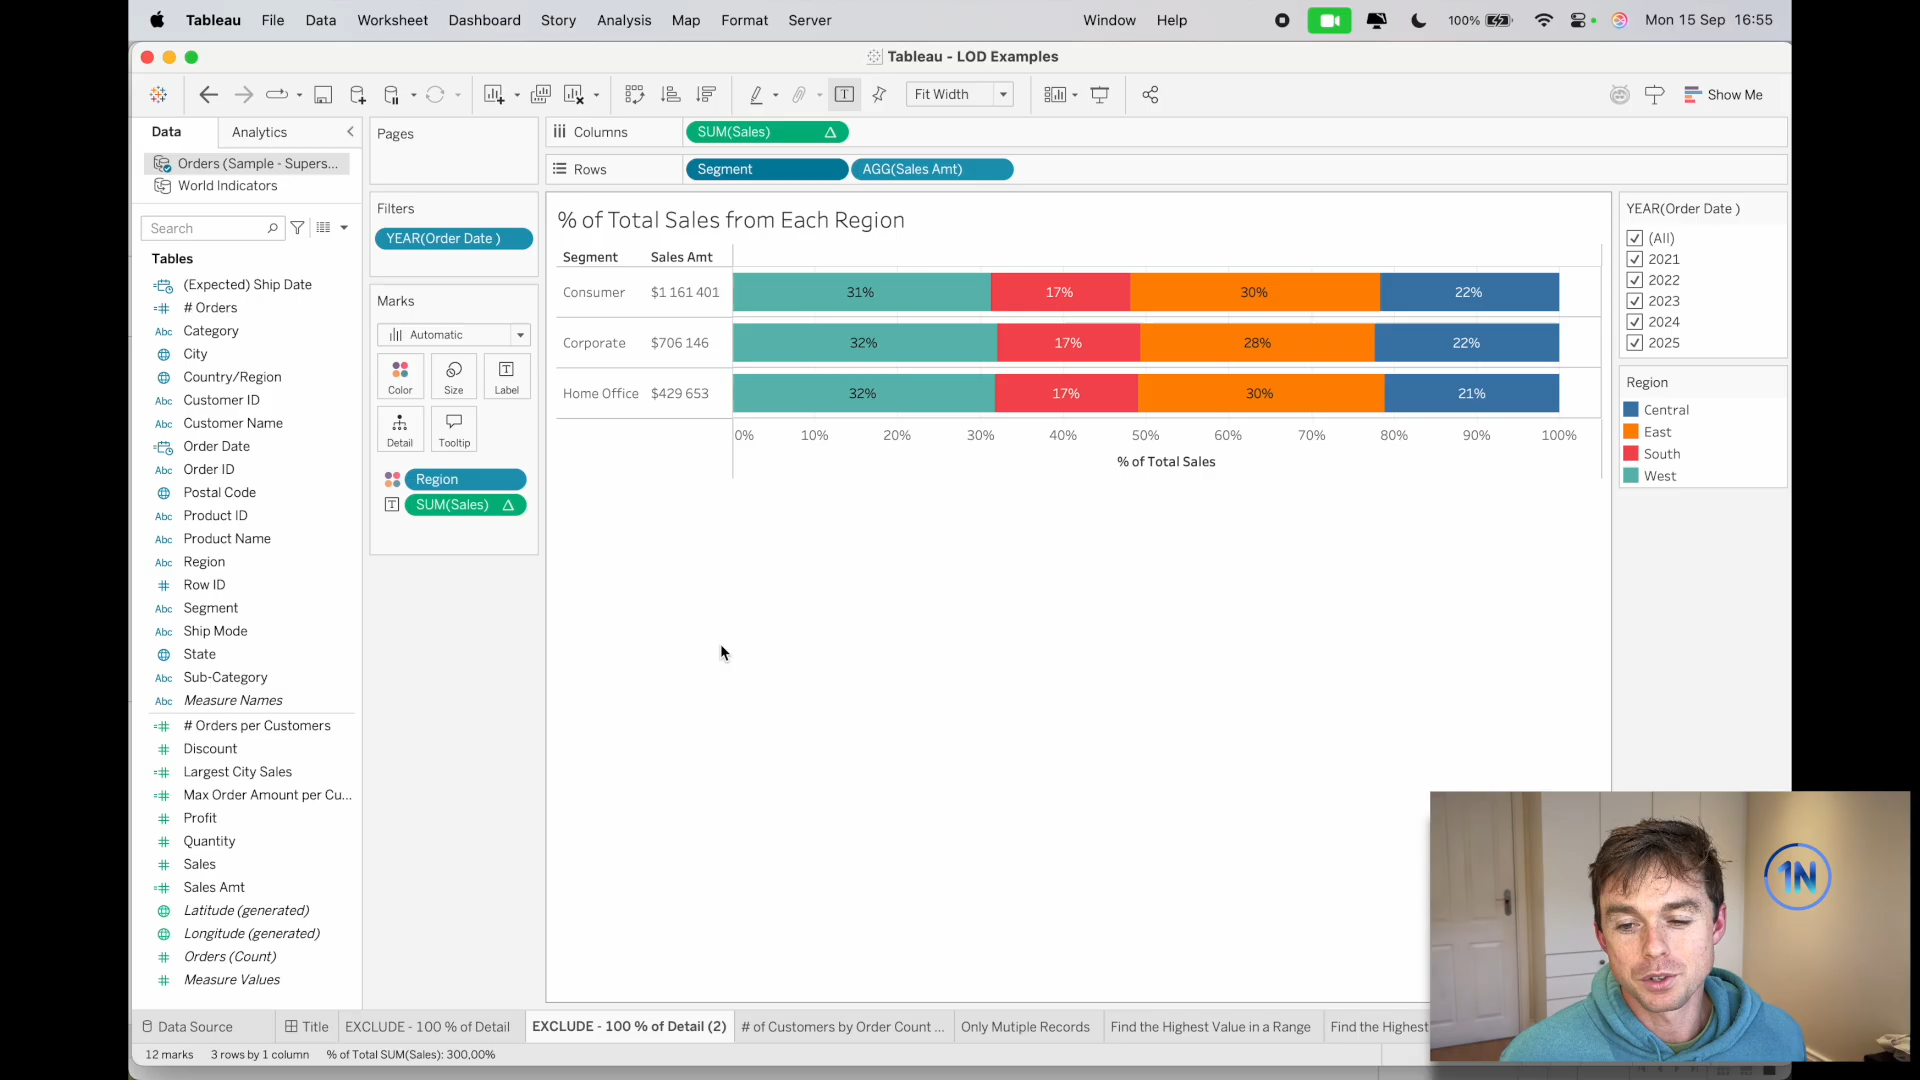 Tableau File Data Worksheet Dashboard Story Analysis Map Format Server Window Help 100% Mon 15 Sep 16:55
Tableau - LOD Examples
Fit Width Show Me
Data Analytics
Orders (Sample - Supers...
World Indicators
Search
Tables
(Expected) Ship Date
# Orders
Abc Category
City
Country/Region
Abc Customer ID
Abc Customer Name
Order Date
Abc Order ID
Postal Code
Abc Product ID
Abc Product Name
Abc Region
Row ID
Abc Segment
Abc Ship Mode
State
Abc Sub-Category
Abc Measure Names
# Orders per Customers
Discount
Largest City Sales
Max Order Amount per Cu...
Profit
Quantity
Sales
Sales Amt
Latitude (generated)
Longitude (generated)
Orders (Count)
Measure Values
Pages
Filters
YEAR(Order Date )
Marks
Automatic
Color Size Label
Detail Tooltip
Region
SUM(Sales)
Columns SUM(Sales)
Rows Segment AGG(Sales Amt)
% of Total Sales from Each Region
Segment Sales Amt
Consumer $1 161 401 31% 17% 30% 22%
Corporate $706 146 32% 17% 28% 22%
Home Office $429 653 32% 17% 30% 21%
0% 10% 20% 30% 40% 50% 60% 70% 80% 90% 100%
% of Total Sales
YEAR(Order Date )
(All)
2021
2022
2023
2024
2025
Region
Central
East
South
West
1N
Data Source Title EXCLUDE - 100 % of Detail EXCLUDE - 100 % of Detail (2) # of Customers by Order Count ... Only Mutiple Records Find the Highest Value in a Range Find the Highest
12 marks 3 rows by 1 column % of Total SUM(Sales): 300,00%